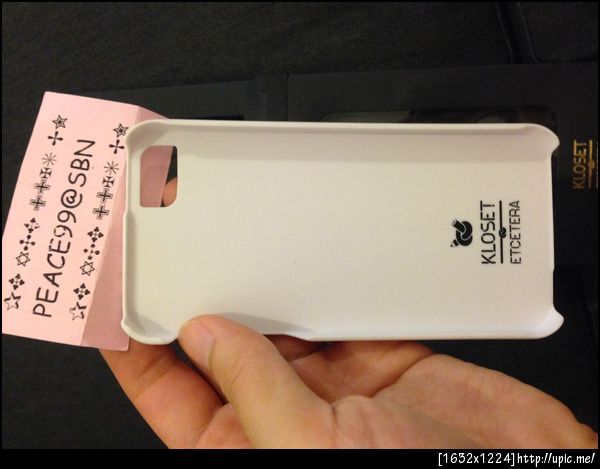 PEACE99@SBN
KLOSET
ETCETERA
KLOSET
[1632x1224]http://upic.me/